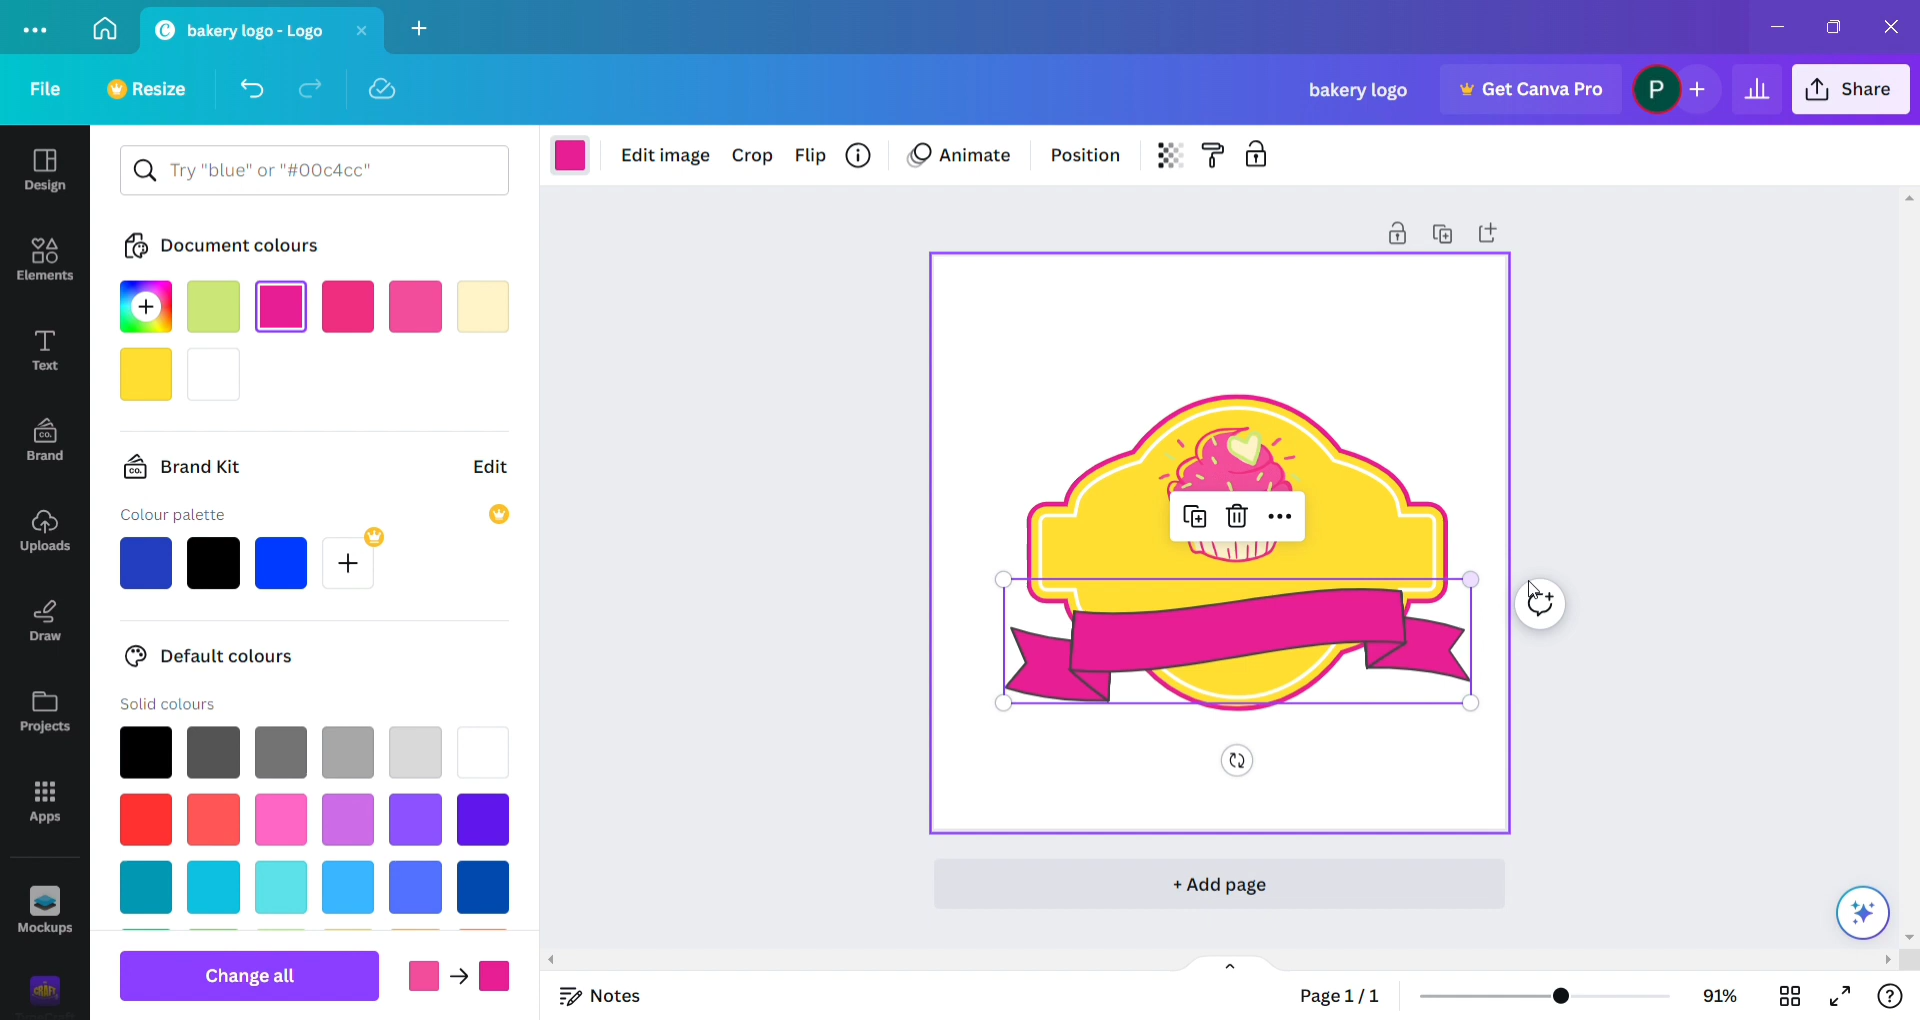 bakery logo - Logo
File
Resize
bakery logo
Get Canva Pro
P
Share
Design
Elements
Text
Brand
Uploads
Draw
Projects
Apps
Mockups
Try "blue" or "#00c4cc"
Document colours
Brand Kit
Edit
Colour palette
Default colours
Solid colours
Change all
Edit image
Crop
Flip
Animate
Position
+ Add page
Notes
Page 1 / 1
91%